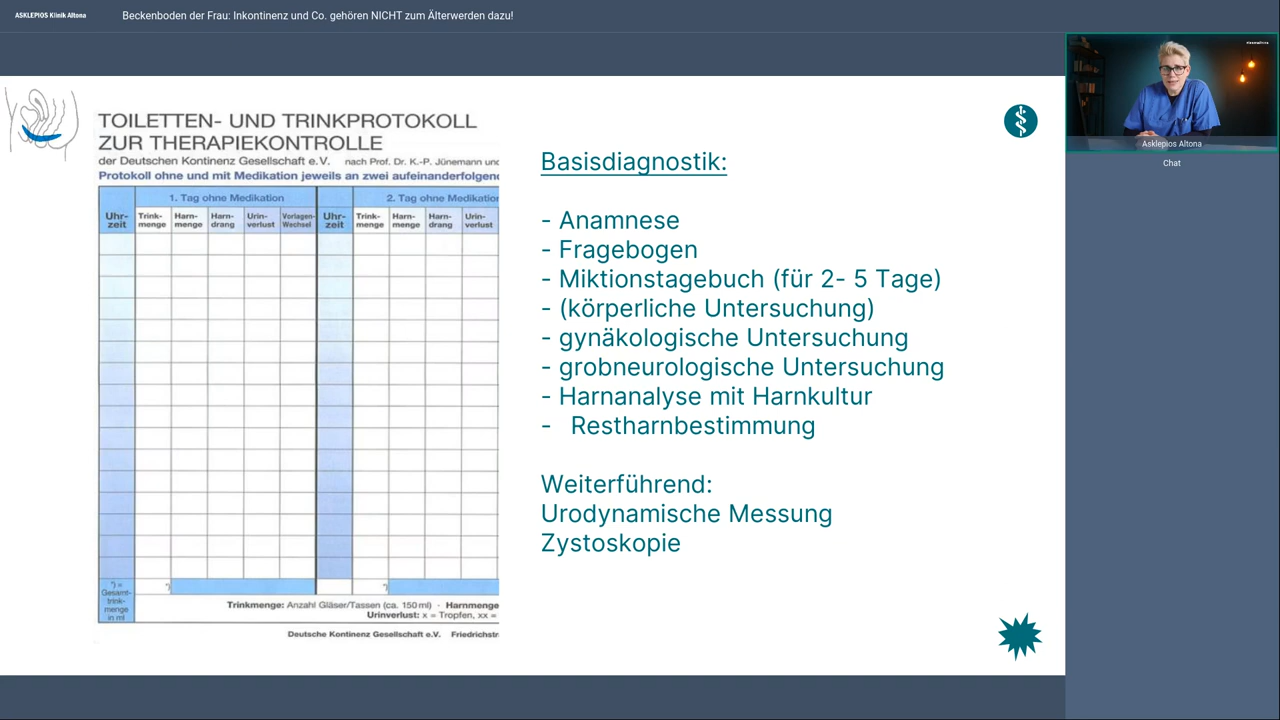 ASKLEPIOS Klinik Altona
Beckenboden der Frau: Inkontinenz und Co. gehören NICHT zum Älterwerden dazu!
TOILETTEN- UND TRINKPROTOKOLL
ZUR THERAPIEKONTROLLE
der Deutschen Kontinenz Gesellschaft e.V. nach Prof. Dr. K.-P. Jünemann und
Protokoll ohne und mit Medikation jeweils an zwei aufeinanderfolgend
1. Tag ohne Medikation 2. Tag ohne Medikation
Uhr- Trink- Harn- Harn- Urin- Vorlagen- Uhr- Trink- Harn- Harn- Urin-
zeit menge menge drang verlust Wechsel zeit menge menge drang verlust
*) =
Gesamt-
trink-
menge
in ml
*) *)
Trinkmenge: Anzahl Gläser/Tassen (ca. 150 ml) · Harnmenge
Urinverlust: x = Tropfen, xx =
Deutsche Kontinenz Gesellschaft e.V. Friedrichstr
Basisdiagnostik:
- Anamnese
- Fragebogen
- Miktionstagebuch (für 2- 5 Tage)
- (körperliche Untersuchung)
- gynäkologische Untersuchung
- grobneurologische Untersuchung
- Harnanalyse mit Harnkultur
- Restharnbestimmung
Weiterführend:
Urodynamische Messung
Zystoskopie
Asklepios Altona
Chat